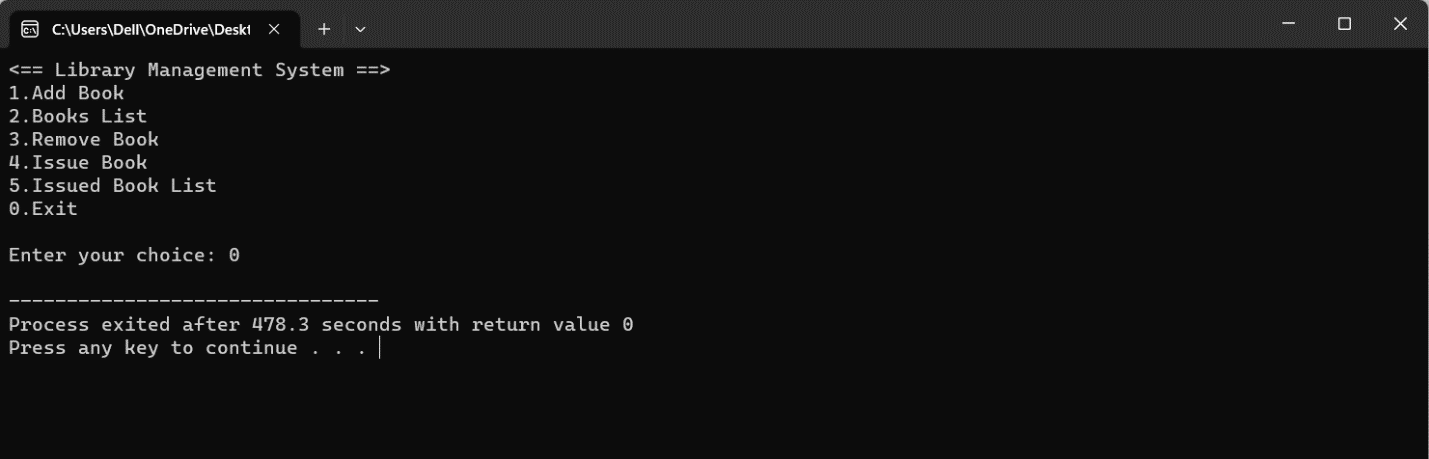 C:\Users\Dell\OneDrive\Deskt
<== Library Management System ==>
1.Add Book
2.Books List
3.Remove Book
4.Issue Book
5.Issued Book List
0.Exit
Enter your choice: 0
--------------------------------
Process exited after 478.3 seconds with return value 0
Press any key to continue . . .